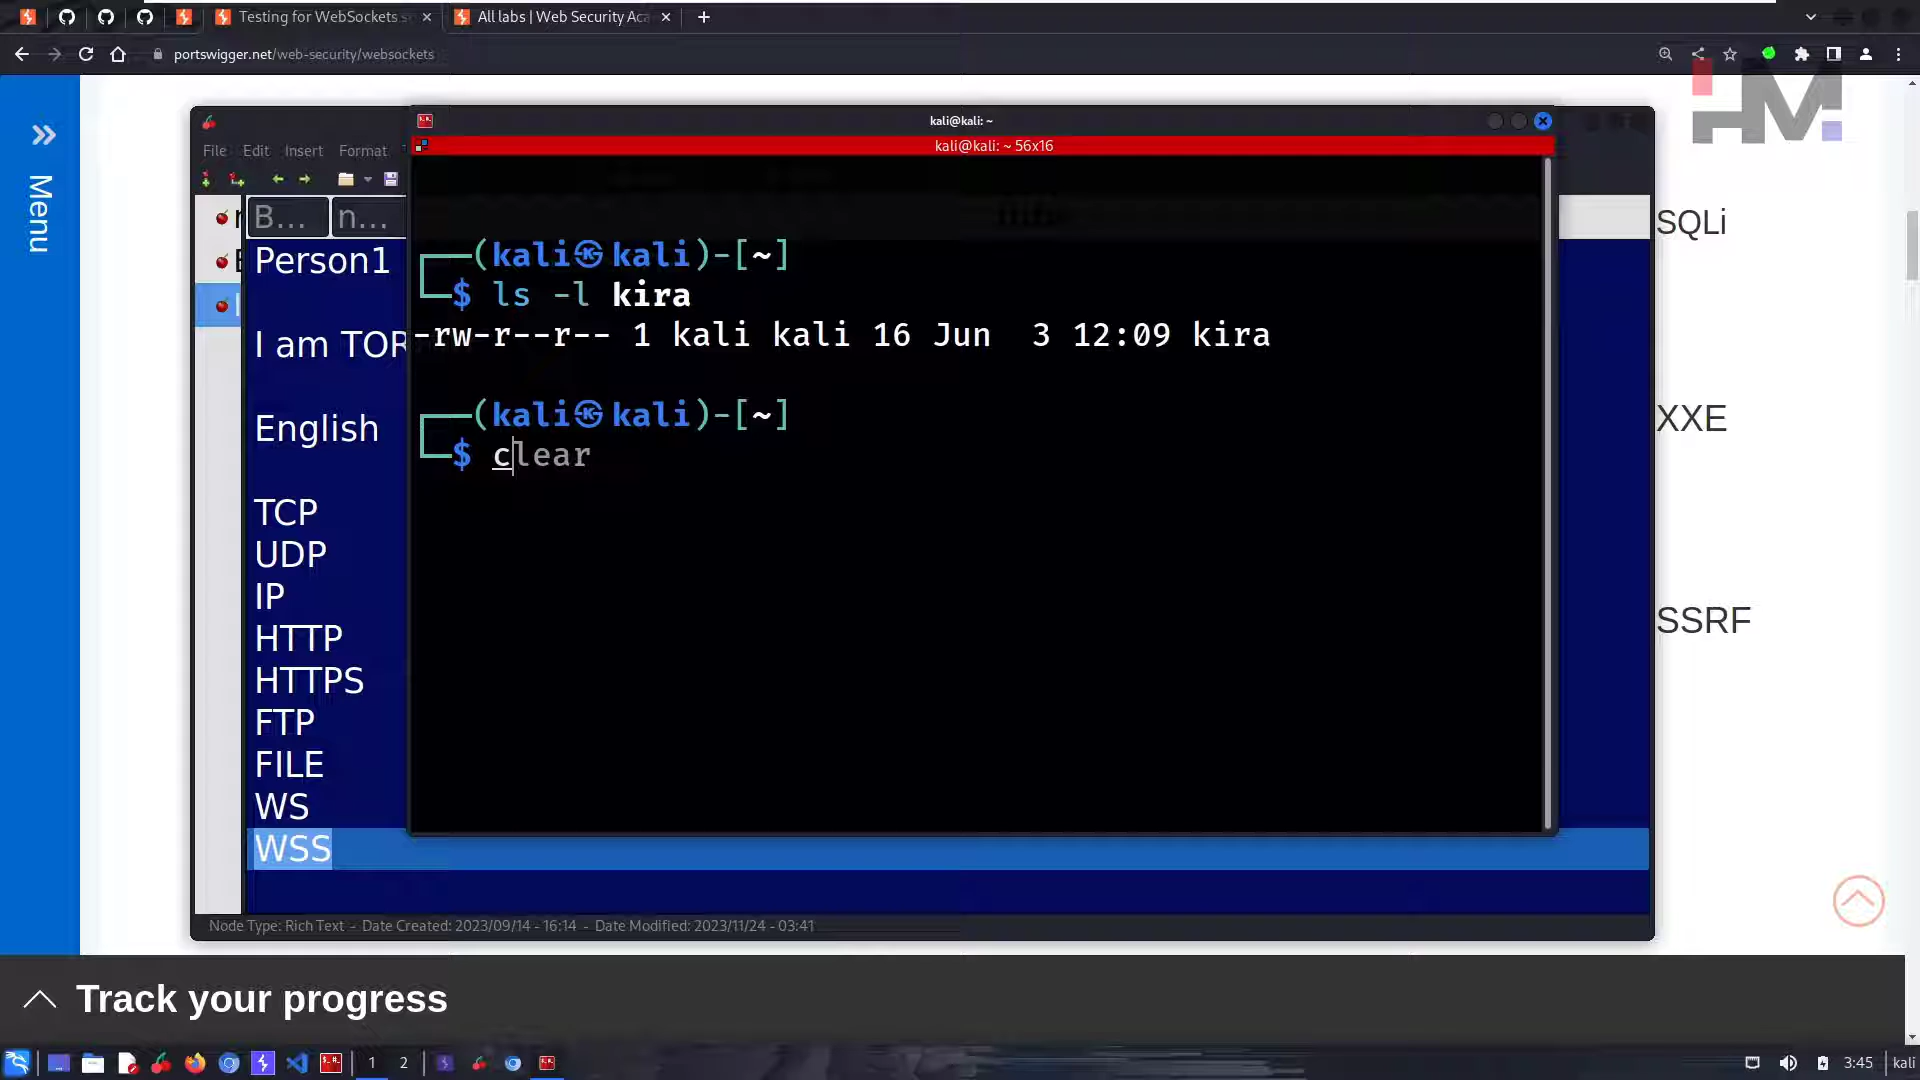 Testing for WebSockets s
All labs | Web Security Aca
portswigger.net/web-security/websockets
HM
Menu
kali@kali: ~
kali@kali: ~ 56x16
File Edit Insert Format
B... n...
Person1
I am TOR
English
TCP
UDP
IP
HTTP
HTTPS
FTP
FILE
WS
WSS
(kali㉿kali)-[~]
$ ls -l kira
-rw-r--r-- 1 kali kali 16 Jun  3 12:09 kira
(kali㉿kali)-[~]
$ clear
SQLi
XXE
SSRF
Node Type: Rich Text - Date Created: 2023/09/14 - 16:14 - Date Modified: 2023/11/24 - 03:41
Track your progress
1 2
3:45 kali